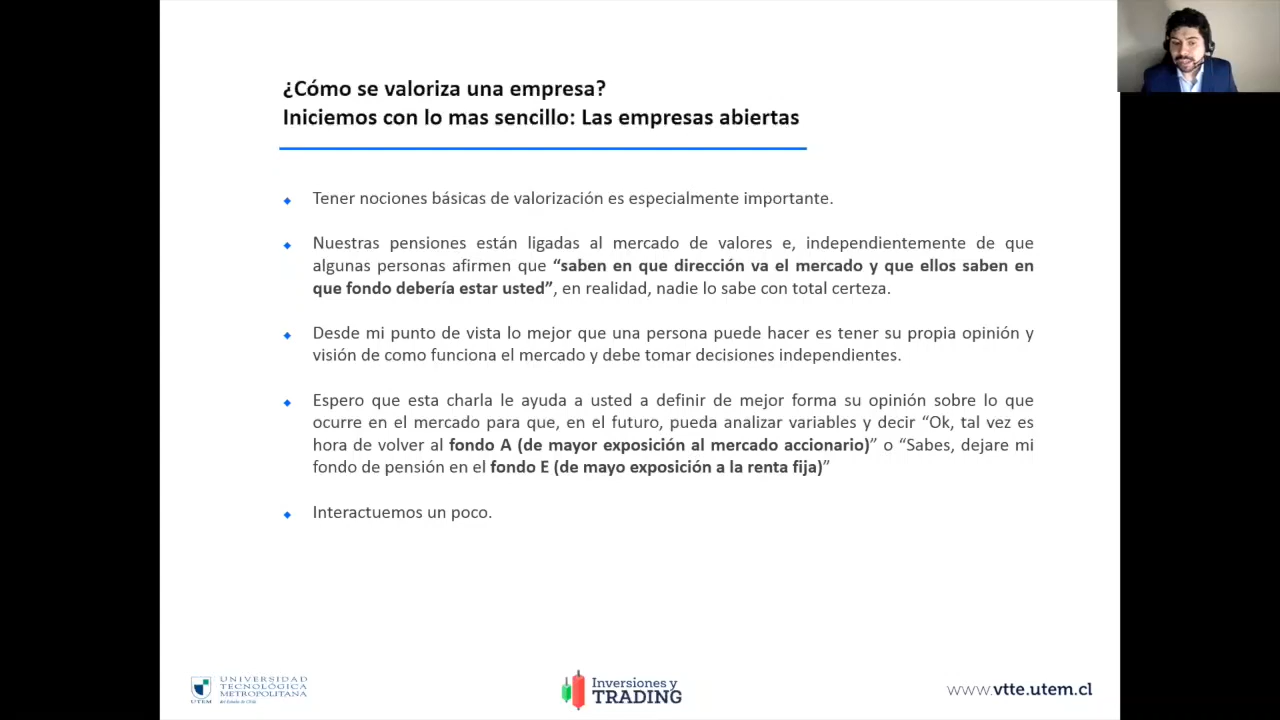 ¿Cómo se valoriza una empresa?
Iniciemos con lo mas sencillo: Las empresas abiertas
Tener nociones básicas de valorización es especialmente importante.
Nuestras pensiones están ligadas al mercado de valores e, independientemente de que
algunas personas afirmen que “saben en que dirección va el mercado y que ellos saben en
que fondo debería estar usted”, en realidad, nadie lo sabe con total certeza.
Desde mi punto de vista lo mejor que una persona puede hacer es tener su propia opinión y
visión de como funciona el mercado y debe tomar decisiones independientes.
Espero que esta charla le ayuda a usted a definir de mejor forma su opinión sobre lo que
ocurre en el mercado para que, en el futuro, pueda analizar variables y decir “Ok, tal vez es
hora de volver al fondo A (de mayor exposición al mercado accionario)” o “Sabes, dejare mi
fondo de pensión en el fondo E (de mayo exposición a la renta fija)”
Interactuemos un poco.
UNIVERSIDAD
TECNOLÓGICA
METROPOLITANA
del Estado de Chile
UTEM
Inversiones y
TRADING
www.vtte.utem.cl